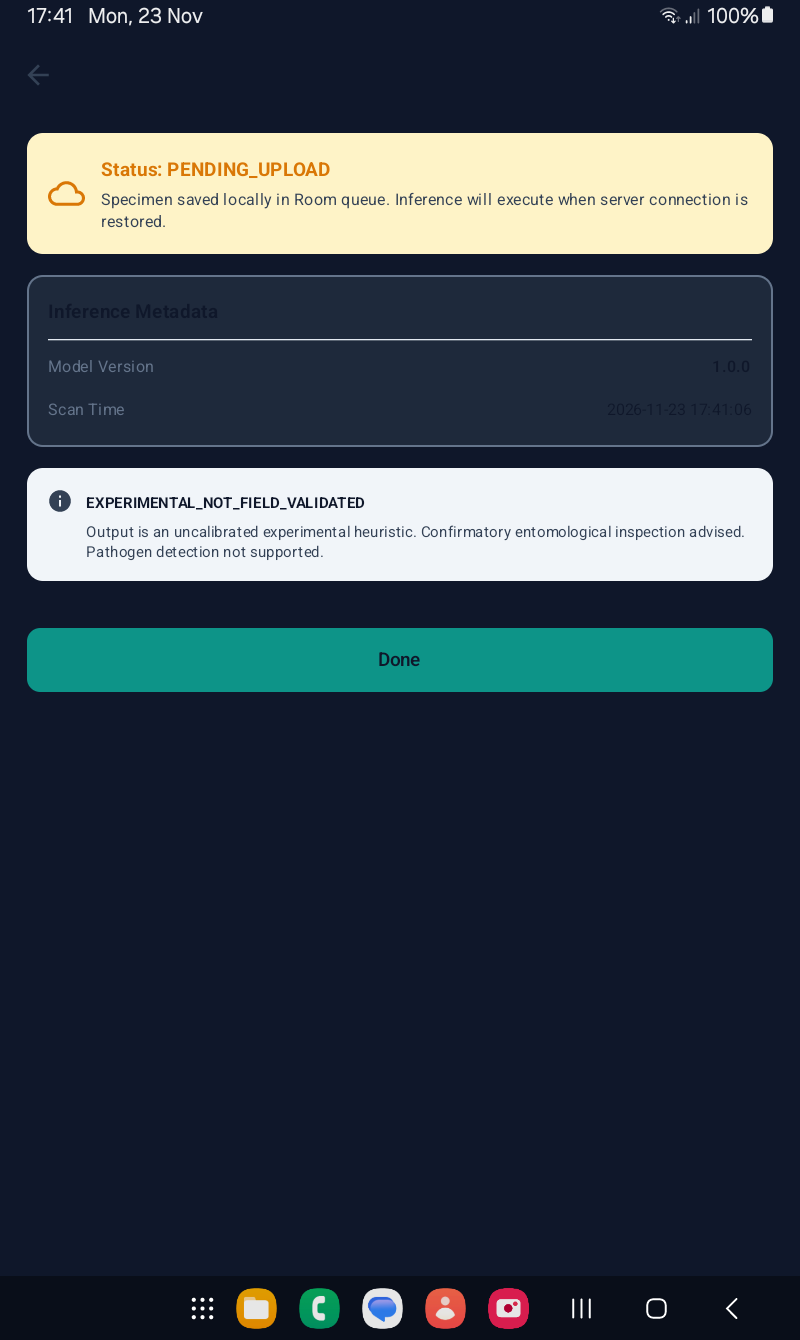 17:41 Mon, 23 Nov
100%
Status: PENDING_UPLOAD
Specimen saved locally in Room queue. Inference will execute when server connection is
restored.
Inference Metadata
Model Version 1.0.0
Scan Time 2026-11-23 17:41:06
EXPERIMENTAL_NOT_FIELD_VALIDATED
Output is an uncalibrated experimental heuristic. Confirmatory entomological inspection advised.
Pathogen detection not supported.
Done